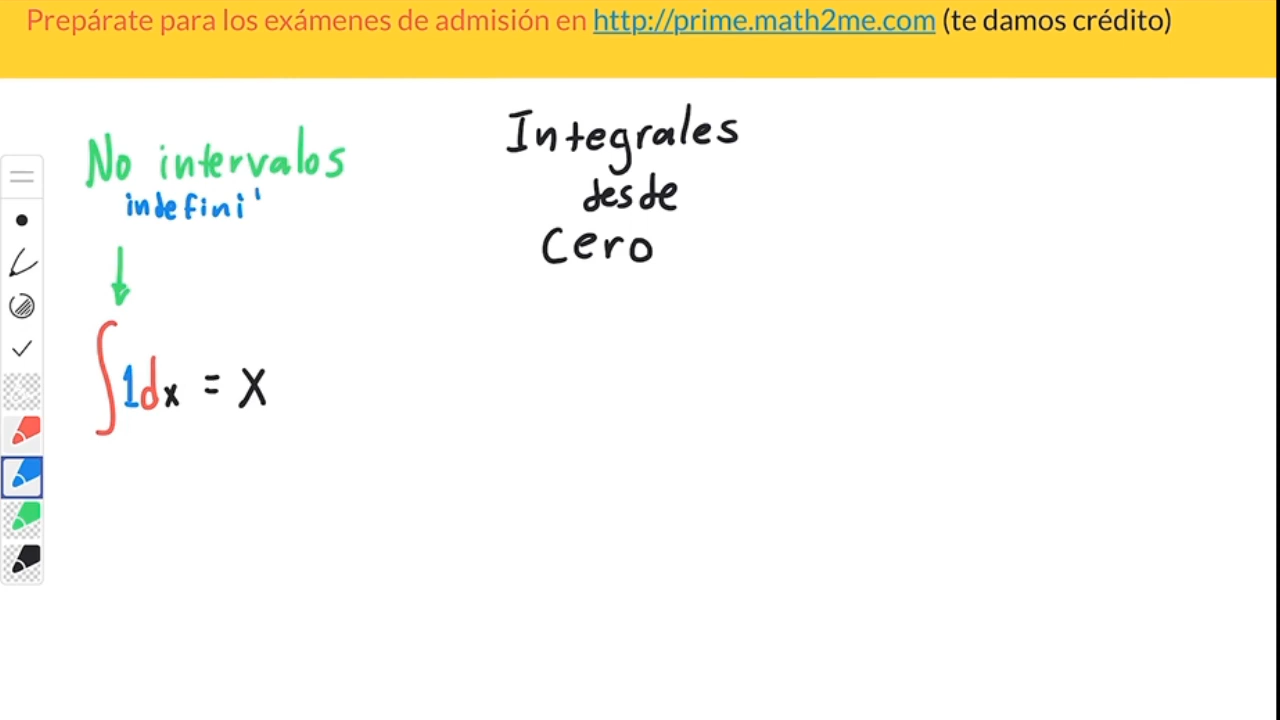 Prepárate para los exámenes de admisión en http://prime.math2me.com (te damos crédito)
Integrales
desde
Cero
No intervalos
indefini'
∫1dx = X